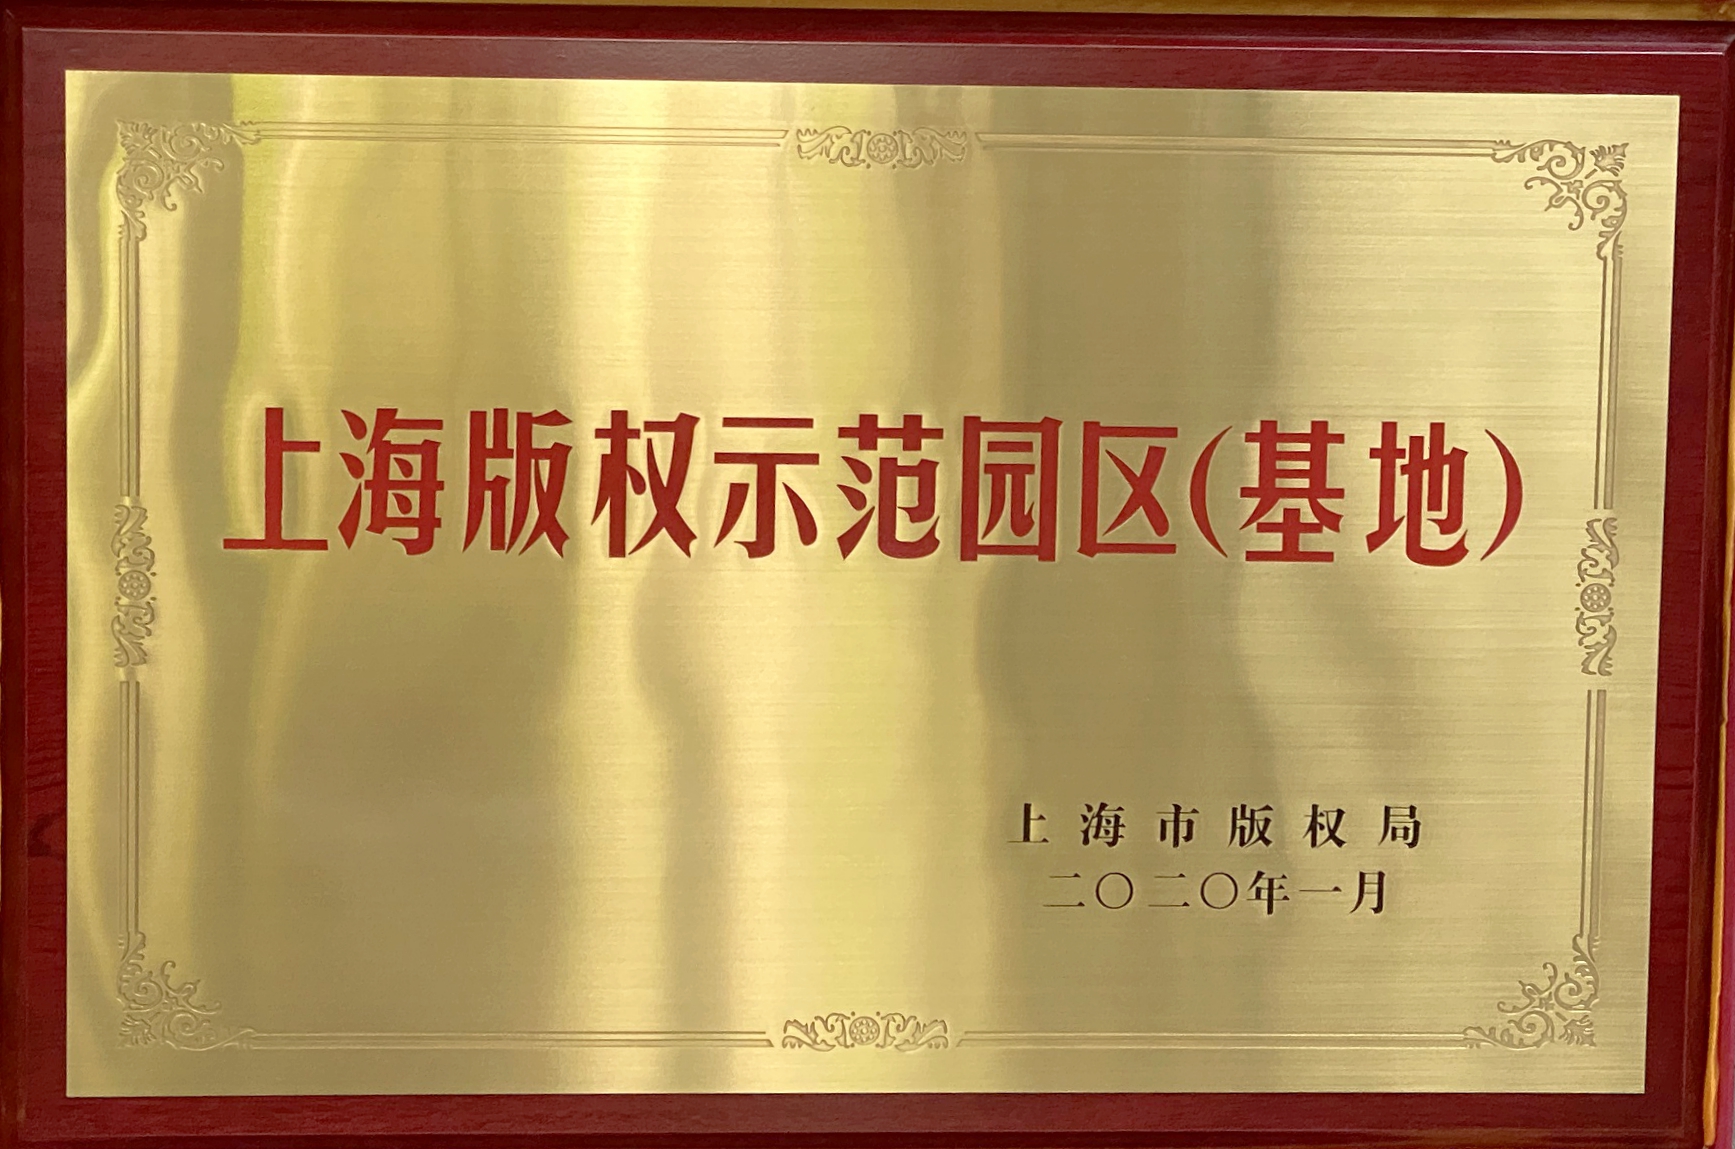 上海版权示范园区(基地)
上海市版权局
二〇二〇年一月